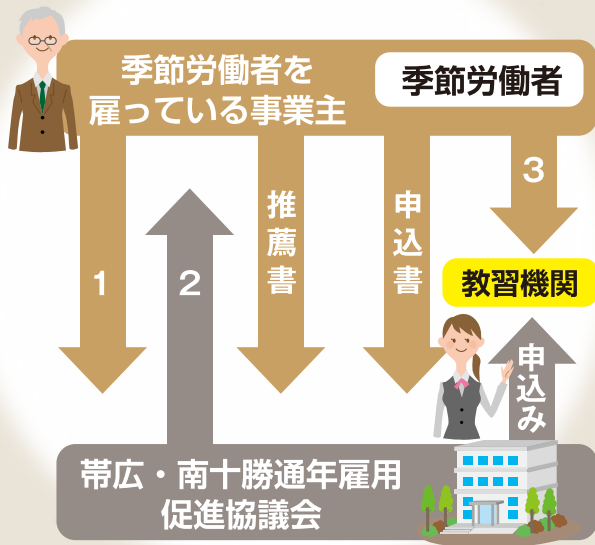 季節労働者を
雇っている事業主
季節労働者
1
2
推薦書
申込書
3
教習機関
申込み
帯広・南十勝通年雇用
促進協議会